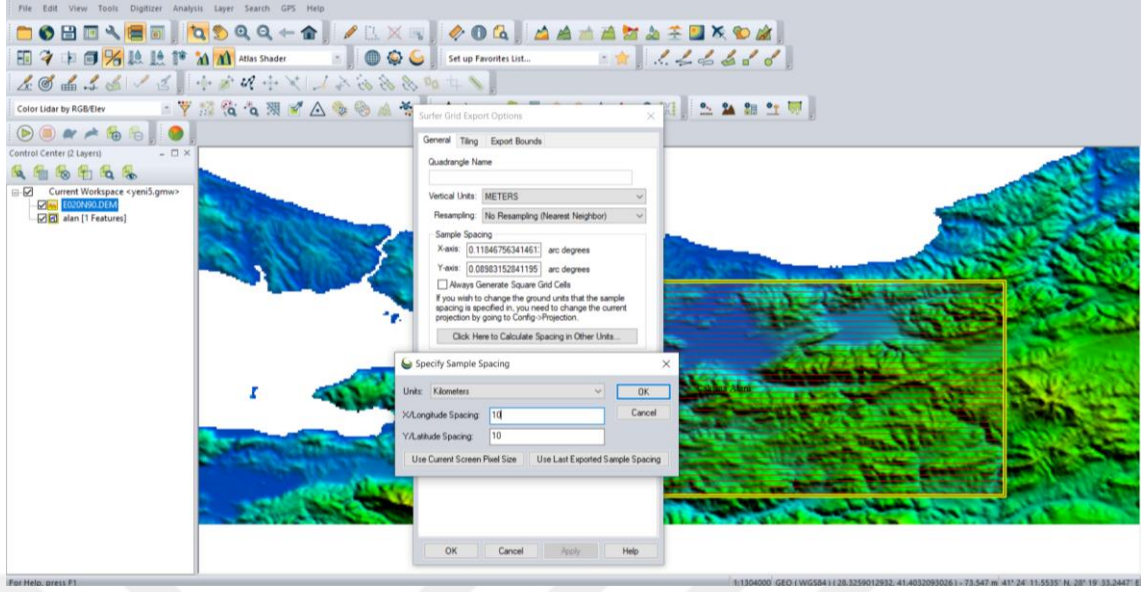 File Edit View Tools Digitizer Analysis Layer Search GPS Help
Atlas Shader
Set up Favorites List...
Color Lidar by RGB/Elev
Control Center (2 Layers)
Current Workspace <yeni5.gmw>
E020N90.DEM
alan [1 Features]
Surfer Grid Export Options
General Tiling Export Bounds
Quadrangle Name
Vertical Units: METERS
Resampling: No Resampling (Nearest Neighbor)
Sample Spacing
X-axis: 0.11846756341461: arc degrees
Y-axis: 0.08983152841195 arc degrees
Always Generate Square Grid Cells
If you wish to change the ground units that the sample
spacing is specified in, you need to change the current
projection by going to Config->Projection.
Click Here to Calculate Spacing in Other Units...
Specify Sample Spacing
Units: Kilometers
OK
X/Longitude Spacing: 10
Cancel
Y/Latitude Spacing: 10
Use Current Screen Pixel Size Use Last Exported Sample Spacing
Alanı
OK Cancel Apply Help
For Help, press F1
1:1304000 GEO ( WGS84 ) ( 28.3259012932, 41.4032093026 ) - 73.547 m 41° 24' 11.5535" N, 28° 19' 33.2447" E